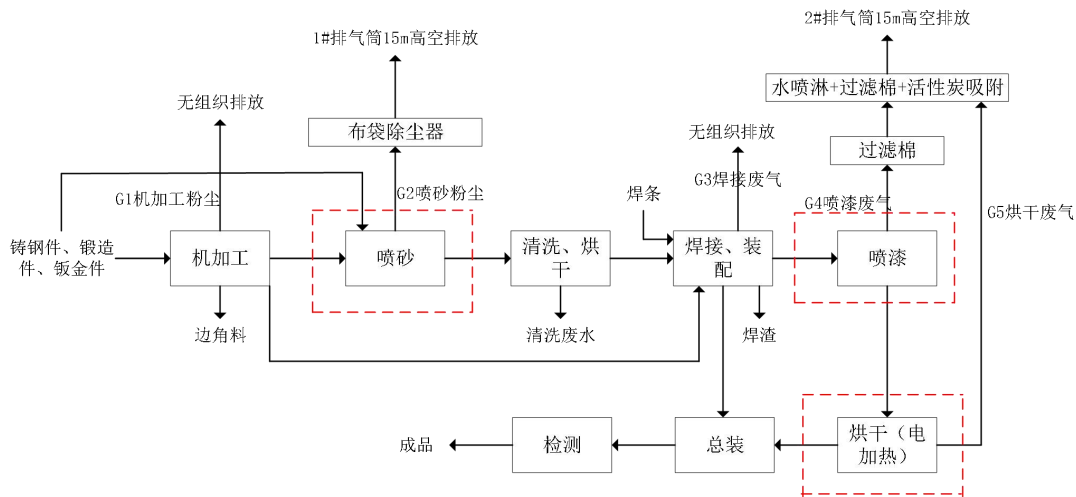 2#排气筒15m高空排放
1#排气筒15m高空排放
水喷淋+过滤棉+活性炭吸附
无组织排放
布袋除尘器
无组织排放
过滤棉
G1机加工粉尘
G2喷砂粉尘
焊条
G3焊接废气
G4喷漆废气
G5烘干废气
铸钢件、锻造
件、钣金件
机加工
喷砂
清洗、烘
干
焊接、装
配
喷漆
边角料
清洗废水
焊渣
成品
检测
总装
烘干（电
加热）